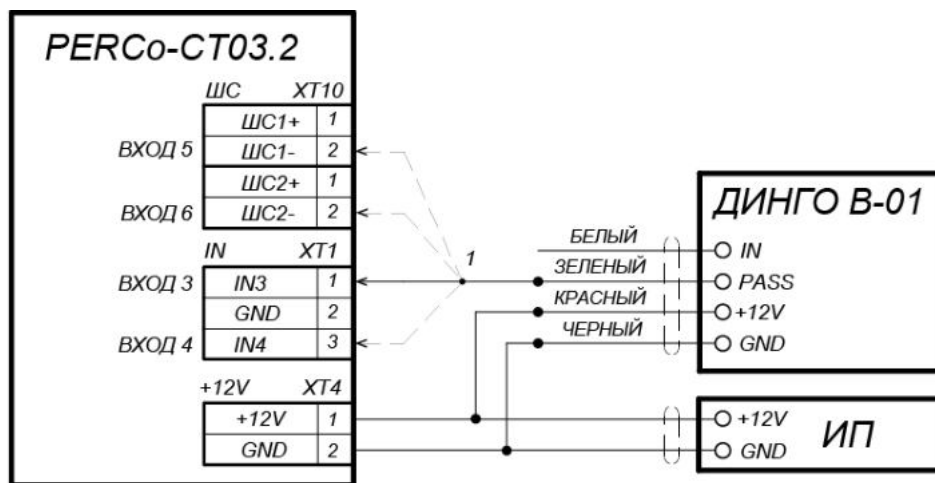 PERCo-CT03.2
ШС XT10
ШС1+ 1
ВХОД 5 ШС1- 2
ШС2+ 1
ВХОД 6 ШС2- 2
IN XT1
ВХОД 3 IN3 1
GND 2
ВХОД 4 IN4 3
+12V XT4
+12V 1
GND 2
1
БЕЛЫЙ
ЗЕЛЕНЫЙ
КРАСНЫЙ
ЧЕРНЫЙ
ДИНГО В-01
IN
PASS
+12V
GND
+12V
GND
ИП